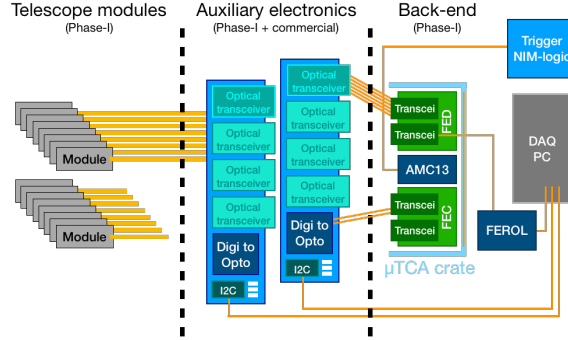 Telescope modules
(Phase-I)
Module
Module
Auxiliary electronics
(Phase-I + commercial)
Optical
transceiver
Optical
transceiver
Optical
transceiver
Optical
transceiver
Digi to
Opto
I2C
Optical
transceiver
Optical
transceiver
Optical
transceiver
Optical
transceiver
Digi to
Opto
I2C
Back-end
(Phase-I)
Transcei
Transcei
FED
AMC13
Transcei
Transcei
FEC
µTCA crate
Trigger
NIM-logic
DAQ
PC
FEROL